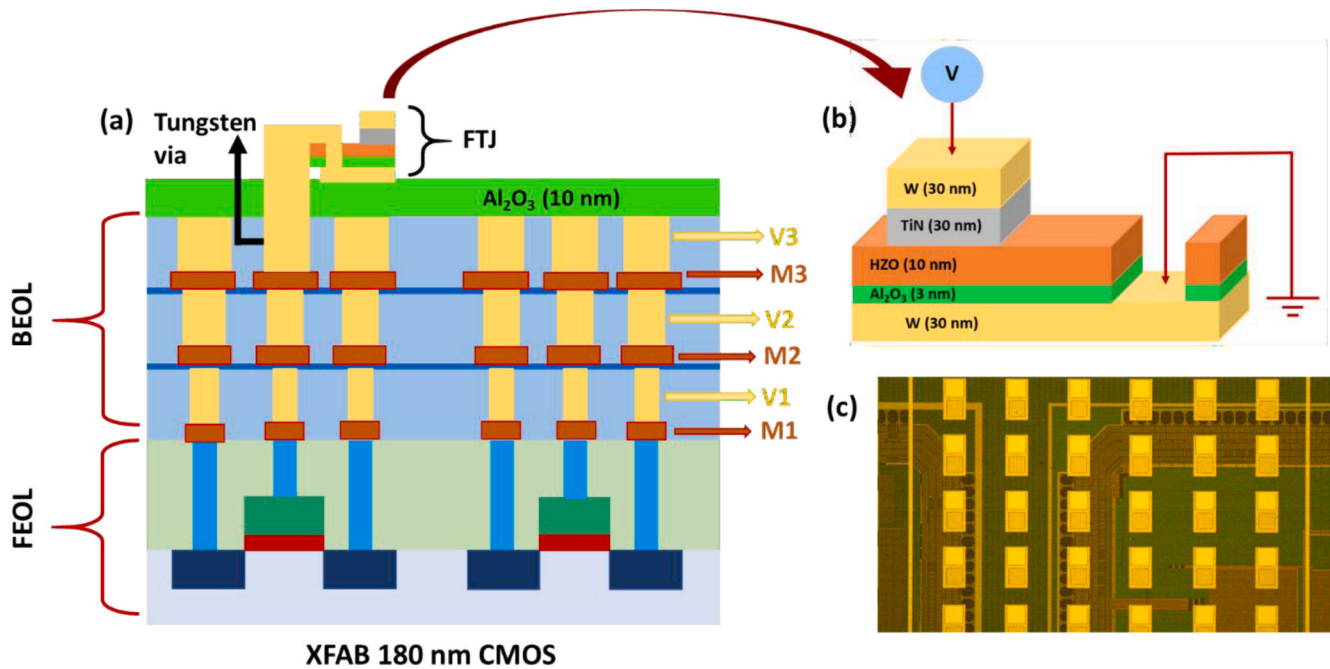 (a)
Tungsten
via
FTJ
Al₂O₃ (10 nm)
V3
M3
V2
M2
V1
M1
BEOL
FEOL
XFAB 180 nm CMOS
(b)
V
W (30 nm)
TiN (30 nm)
HZO (10 nm)
Al₂O₃ (3 nm)
W (30 nm)
(c)